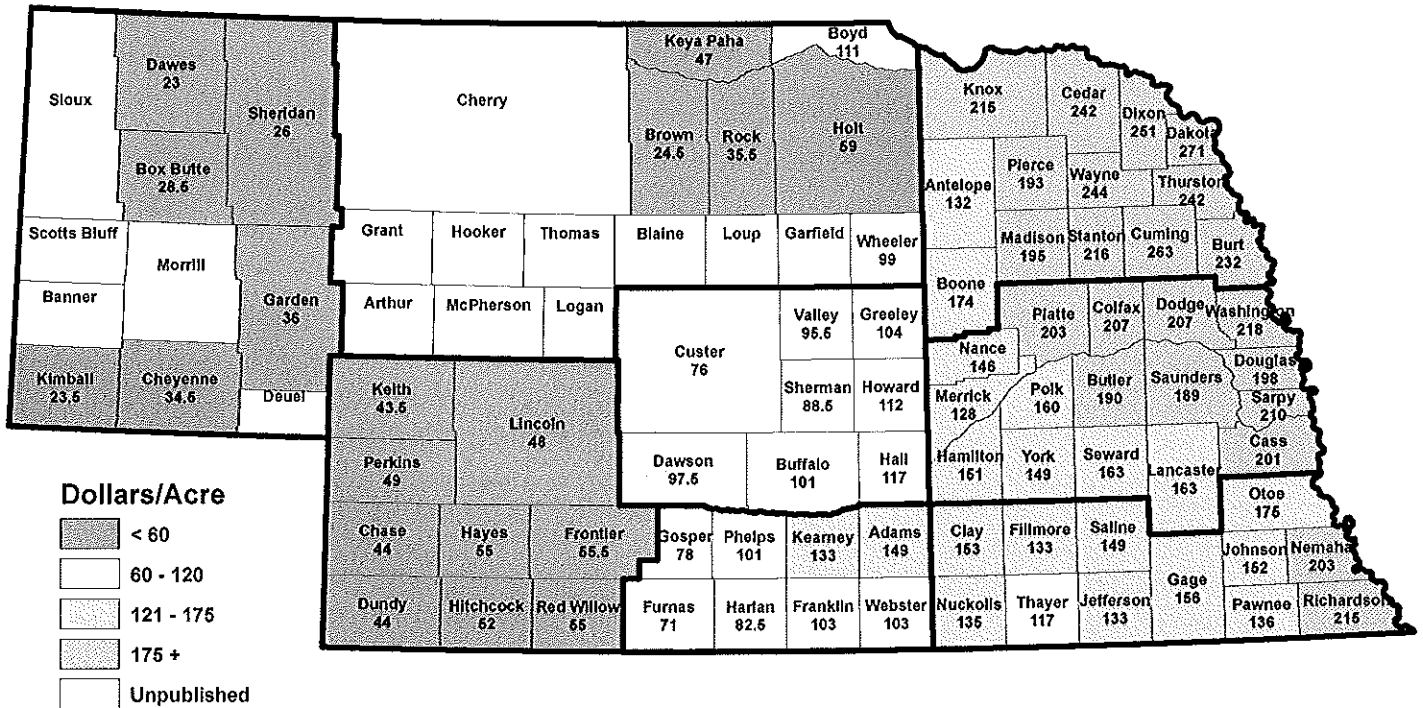 Sioux
Dawes
23
Sheridan
26
Box Butte
28.5
Scotts Bluff
Morrill
Banner
Garden
36
Kimball
23.5
Cheyenne
34.5
Deuel
Cherry
Keya Paha
47
Boyd
111
Brown
24.5
Rock
35.5
Holt
59
Grant
Hooker
Thomas
Blaine
Loup
Garfield
Wheeler
99
Arthur
McPherson
Logan
Knox
215
Cedar
242
Dixon
251
Dakota
271
Antelope
132
Pierce
193
Wayne
244
Thurston
242
Madison
195
Stanton
216
Cuming
263
Burt
232
Boone
174
Custer
76
Valley
95.5
Greeley
104
Sherman
88.5
Howard
112
Dawson
97.5
Buffalo
101
Hall
117
Platte
203
Colfax
207
Dodge
207
Washington
218
Nance
146
Douglas
198
Merrick
128
Polk
160
Butler
190
Saunders
189
Sarpy
210
Hamilton
151
York
149
Seward
163
Lancaster
163
Cass
201
Otoe
175
Keith
43.5
Lincoln
48
Perkins
49
Chase
44
Hayes
55
Frontier
55.5
Dundy
44
Hitchcock
52
Red Willow
55
Gosper
78
Phelps
101
Kearney
133
Adams
149
Furnas
71
Harlan
82.5
Franklin
103
Webster
103
Clay
153
Fillmore
133
Saline
149
Nuckolls
135
Thayer
117
Jefferson
133
Gage
156
Johnson
152
Nemaha
203
Pawnee
136
Richardson
215
Dollars/Acre
< 60
60 - 120
121 - 175
175 +
Unpublished